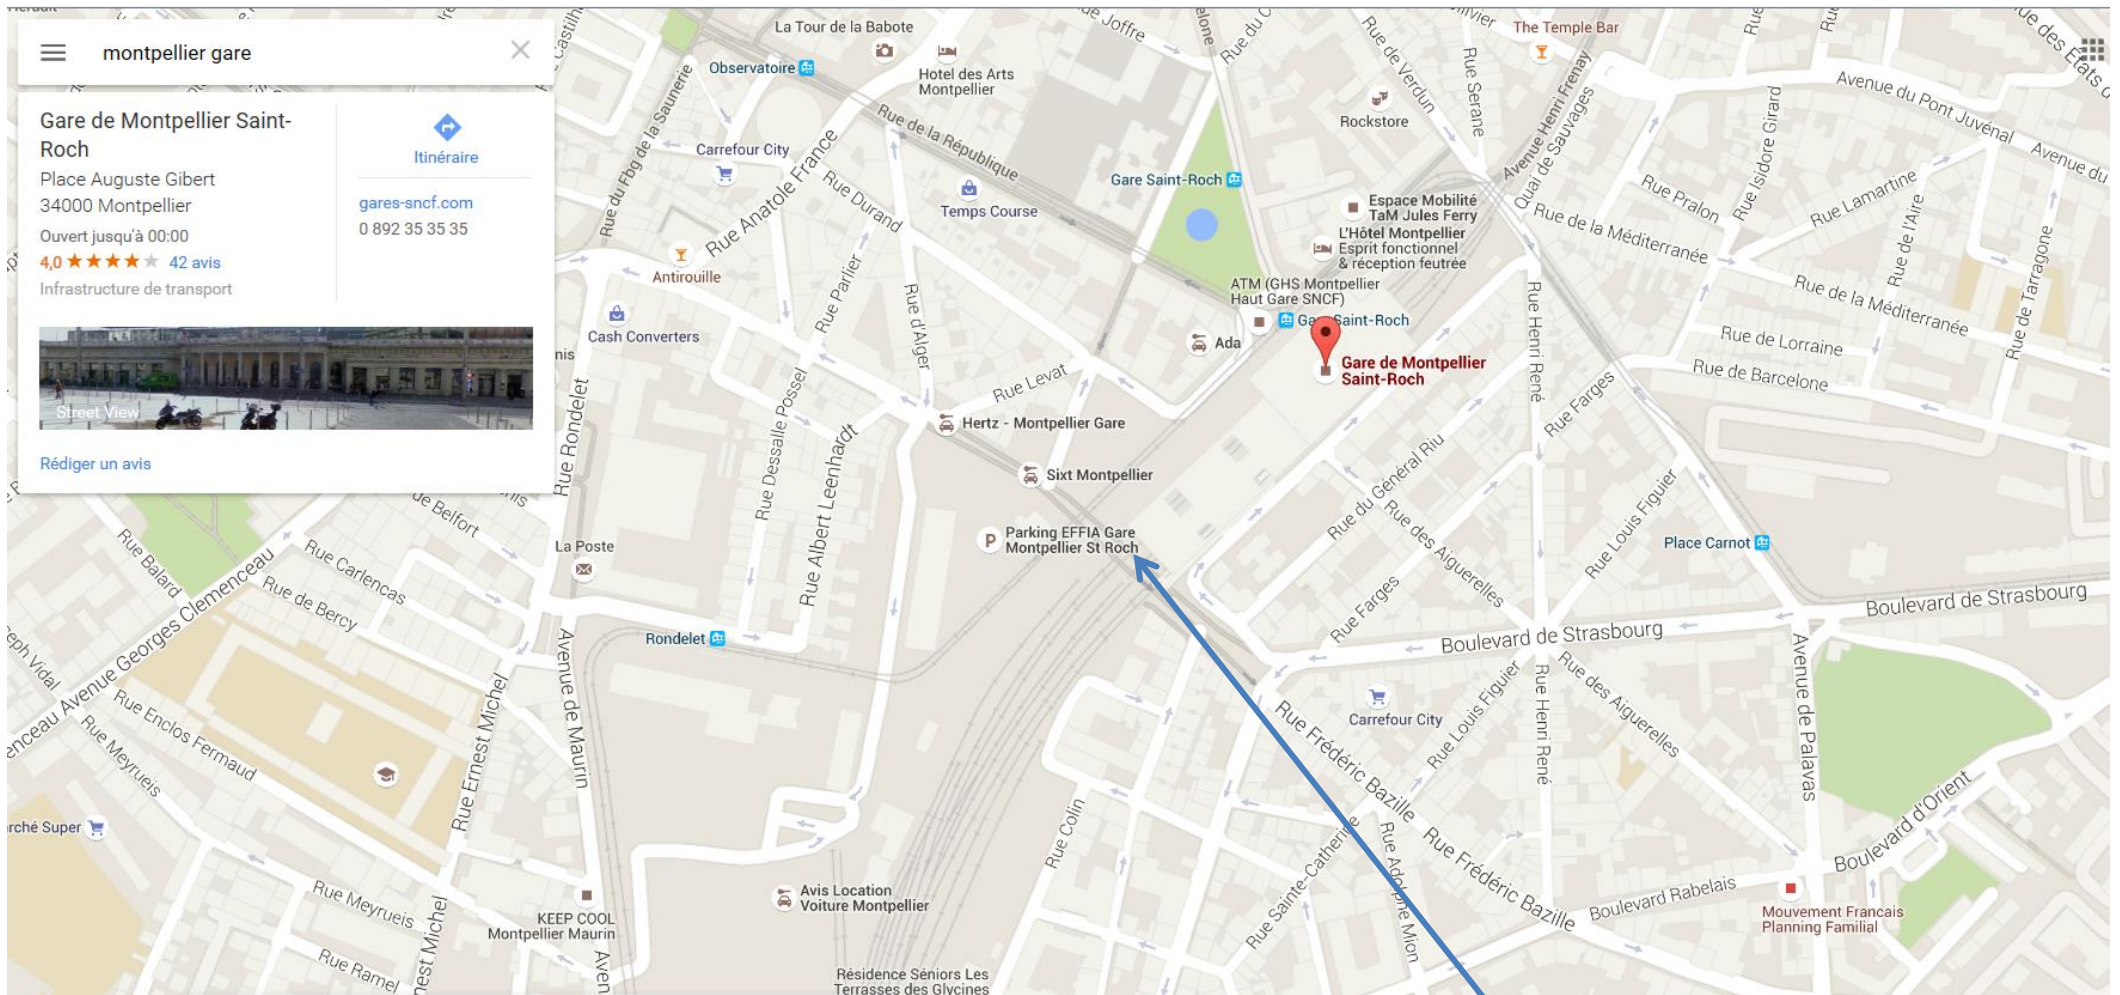 montpellier gare
Gare de Montpellier Saint-
Roch
Place Auguste Gibert
34000 Montpellier
Ouvert jusqu'à 00:00
4,0 42 avis
Infrastructure de transport
Itinéraire
gares-sncf.com
0 892 35 35 35
Street View
Rédiger un avis
La Tour de la Babote
Observatoire
Hotel des Arts
Montpellier
Rue de la République
Carrefour City
Rue Anatole France
Rue du Fbg de la Saunerie
Rue Durand
Temps Course
Antirouille
Rue Parlier
Rue d'Alger
Cash Converters
Rue Levat
Hertz - Montpellier Gare
Sixt Montpellier
Parking EFFIA Gare
Montpellier St Roch
Rue Rondelet
Rue Dessalle Possel
Rue Albert Leenhardt
Joffre
Rue du
The Temple Bar
Rue de Verdun
Rue Serane
Avenue Henri Frenay
Quai de Sauvages
Rockstore
Gare Saint-Roch
Espace Mobilité
TaM Jules Ferry
L'Hôtel Montpellier
Esprit fonctionnel
& réception feutrée
ATM (GHS Montpellier
Haut Gare SNCF)
Ada
Gare de Montpellier
Saint-Roch
Avenue du Pont Juvénal
Avenue du
Rue des États
Rue Isidore Girard
Rue Pralon
Rue Lamartine
Rue de l'Aire
Rue de Tarragone
Rue de la Méditerranée
Rue de la Méditerranée
Rue de Lorraine
Rue de Barcelone
Rue Henri René
Rue Farges
Rue du Général Riu
Rue des Aiguerelles
Rue Louis Figuier
Rue Farges
Place Carnot
Boulevard de Strasbourg
Boulevard de Strasbourg
Rue de Belfort
La Poste
Rue Balard
Rue Carlencas
Rue de Bercy
Avenue Georges Clemenceau
Rondelet
Avenue de Maurin
Rue Enclos Fermaud
Rue Meyrueis
Rue Ernest Michel
Rue Meyrueis
Rue Ramel
KEEP COOL
Montpellier Maurin
Avis Location
Voiture Montpellier
Résidence Séniors Les
Terrasses des Glycines
Rue Colin
Carrefour City
Rue Louis Figuier
Rue Henri René
Rue des Aiguerelles
Avenue de Palavas
Boulevard d'Orient
Rue Frédéric Bazille
Rue Frédéric Bazille
Rue Sainte-Catherine
Rue Adolphe Mion
Boulevard Rabelais
Mouvement Francais
Planning Familial